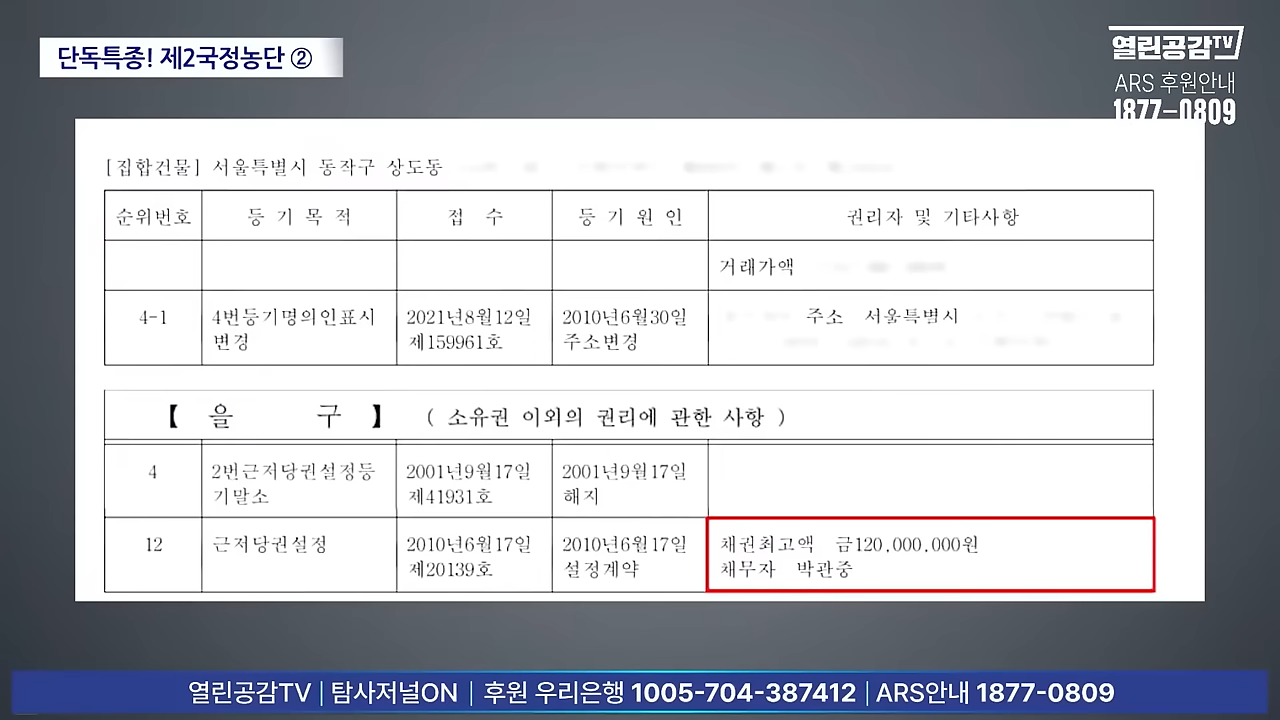 단독특종! 제2국정농단 ②
열린공감TV
ARS 후원안내
1877-0809
[집합건물] 서울특별시 동작구 상도동
순위번호 등 기 목 적 접 수 등 기 원 인 권리자 및 기타사항
거래가액
4-1 4번등기명의인표시 2021년8월12일 2010년6월30일 주소 서울특별시
변경 제159961호 주소변경
【 을 구 】 ( 소유권 이외의 권리에 관한 사항 )
4 2번근저당권설정등 2001년9월17일 2001년9월17일
기말소 제41931호 해지
12 근저당권설정 2010년6월17일 2010년6월17일 채권최고액 금120,000,000원
제20139호 설정계약 채무자 박관중
열린공감TV | 탐사저널ON | 후원 우리은행 1005-704-387412 | ARS안내 1877-0809